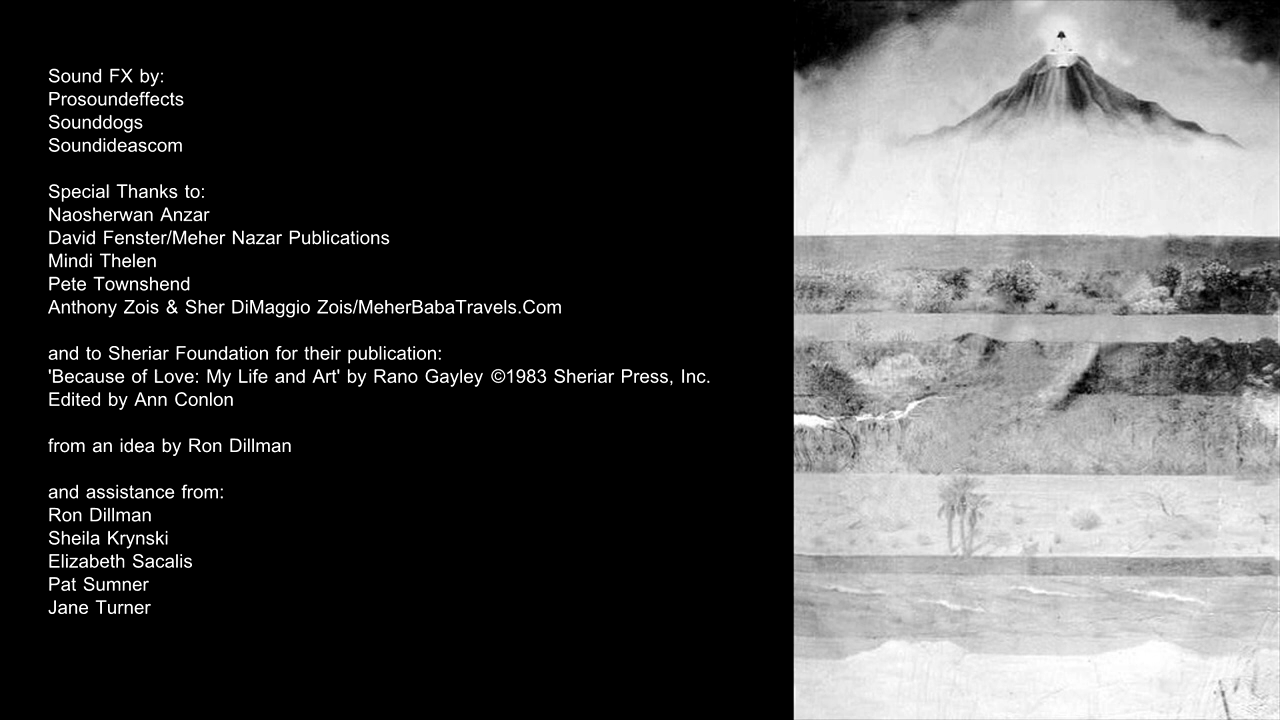 Sound FX by:
Prosoundeffects
Sounddogs
Soundideascom
Special Thanks to:
Naosherwan Anzar
David Fenster/Meher Nazar Publications
Mindi Thelen
Pete Townshend
Anthony Zois & Sher DiMaggio Zois/MeherBabaTravels.Com
and to Sheriar Foundation for their publication:
'Because of Love: My Life and Art' by Rano Gayley ©1983 Sheriar Press, Inc.
Edited by Ann Conlon
from an idea by Ron Dillman
and assistance from:
Ron Dillman
Sheila Krynski
Elizabeth Sacalis
Pat Sumner
Jane Turner